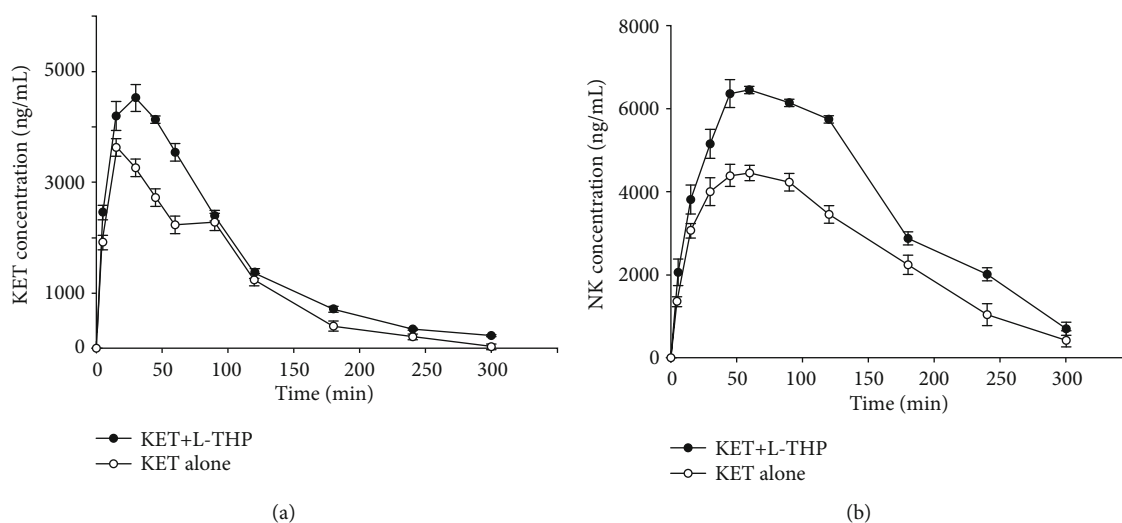 KET concentration (ng/mL)
5000
3000
1000
0
0 50 100 150 200 250 300
Time (min)
KET+L-THP
KET alone
(a)
NK concentration (ng/mL)
8000
6000
4000
2000
0
0 50 100 150 200 250 300
Time (min)
KET+L-THP
KET alone
(b)